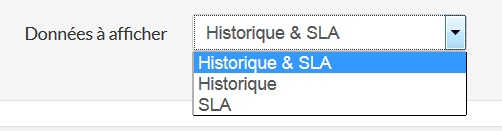 Données à afficher Historique & SLA
Historique & SLA
Historique
SLA